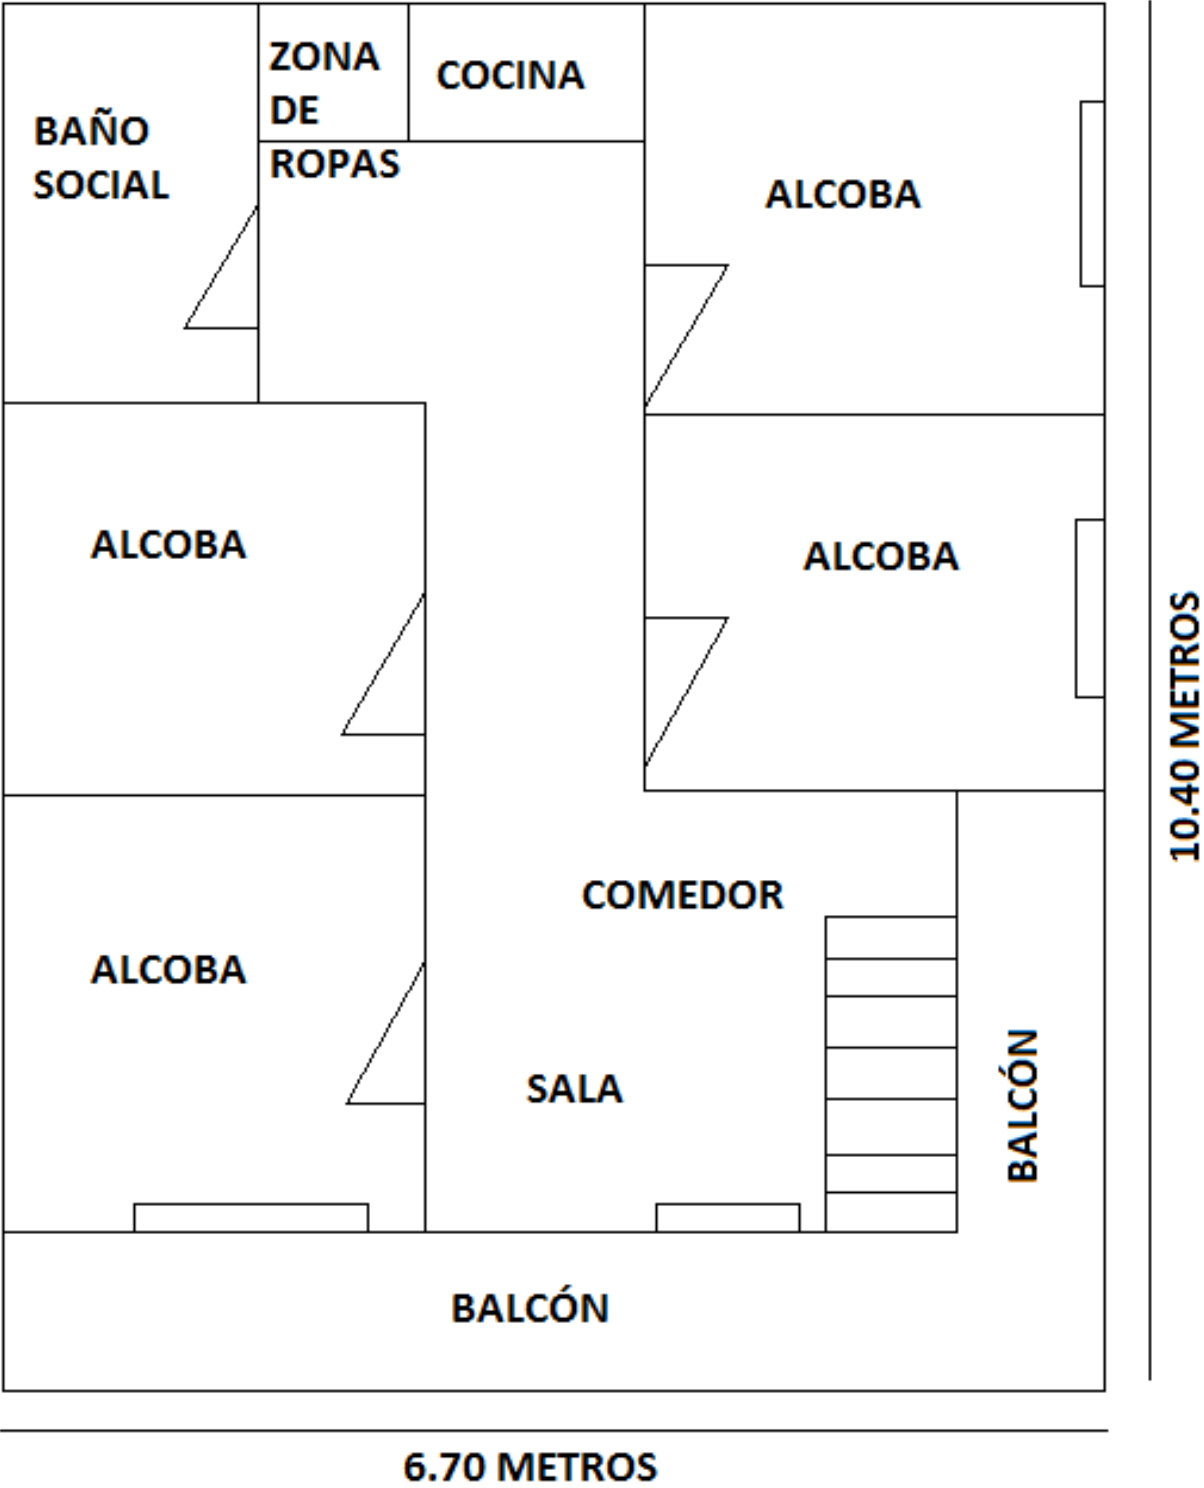 ZONA
DE
ROPAS
COCINA
BAÑO
SOCIAL
ALCOBA
ALCOBA
ALCOBA
10.40 METROS
COMEDOR
ALCOBA
SALA
BALCÓN
BALCÓN
6.70 METROS